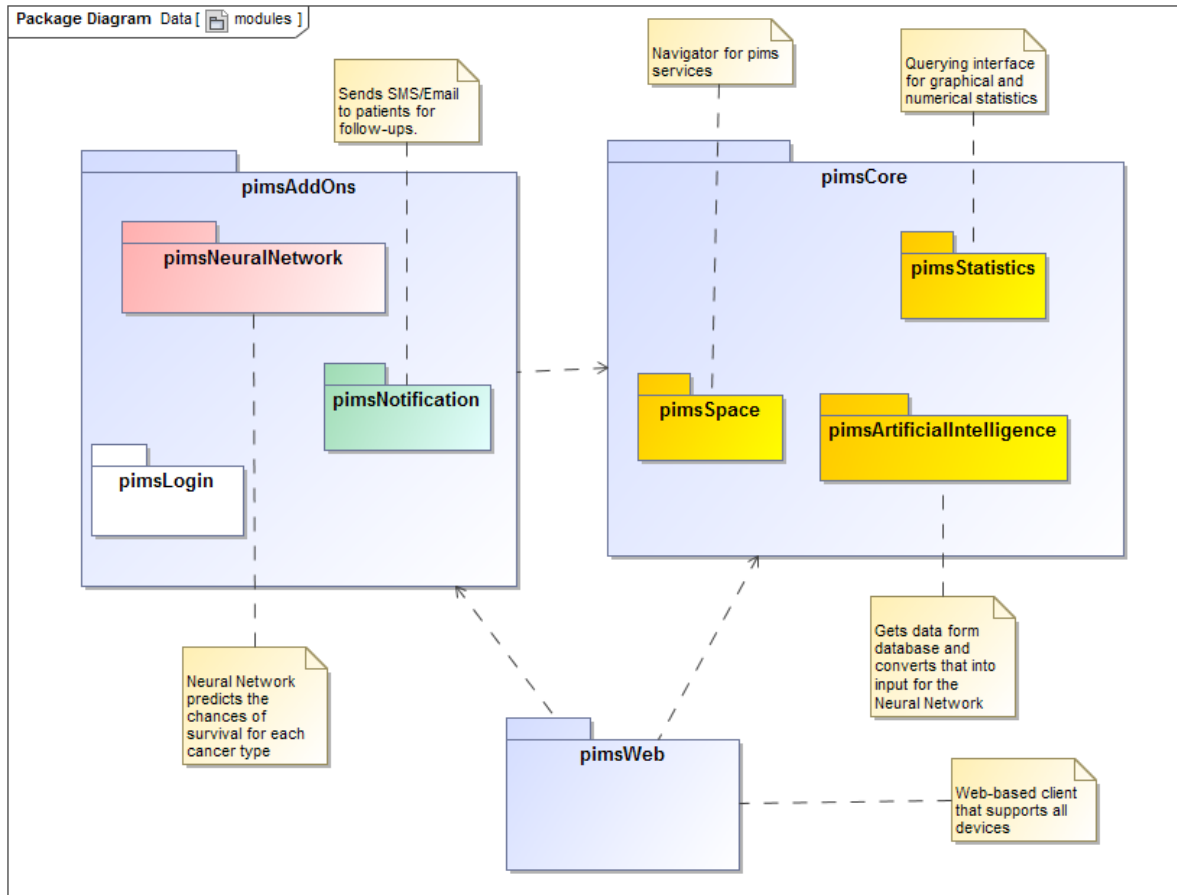 Package Diagram Data [ modules ]
Navigator for pims
services
Querying interface
for graphical and
numerical statistics
Sends SMS/Email
to patients for
follow-ups.
pimsAddOns
pimsCore
pimsNeuralNetwork
pimsStatistics
pimsNotification
pimsSpace
pimsArtificialIntelligence
pimsLogin
Gets data form
database and
converts that into
input for the
Neural Network
Neural Network
predicts the
chances of
survival for each
cancer type
pimsWeb
Web-based client
that supports all
devices